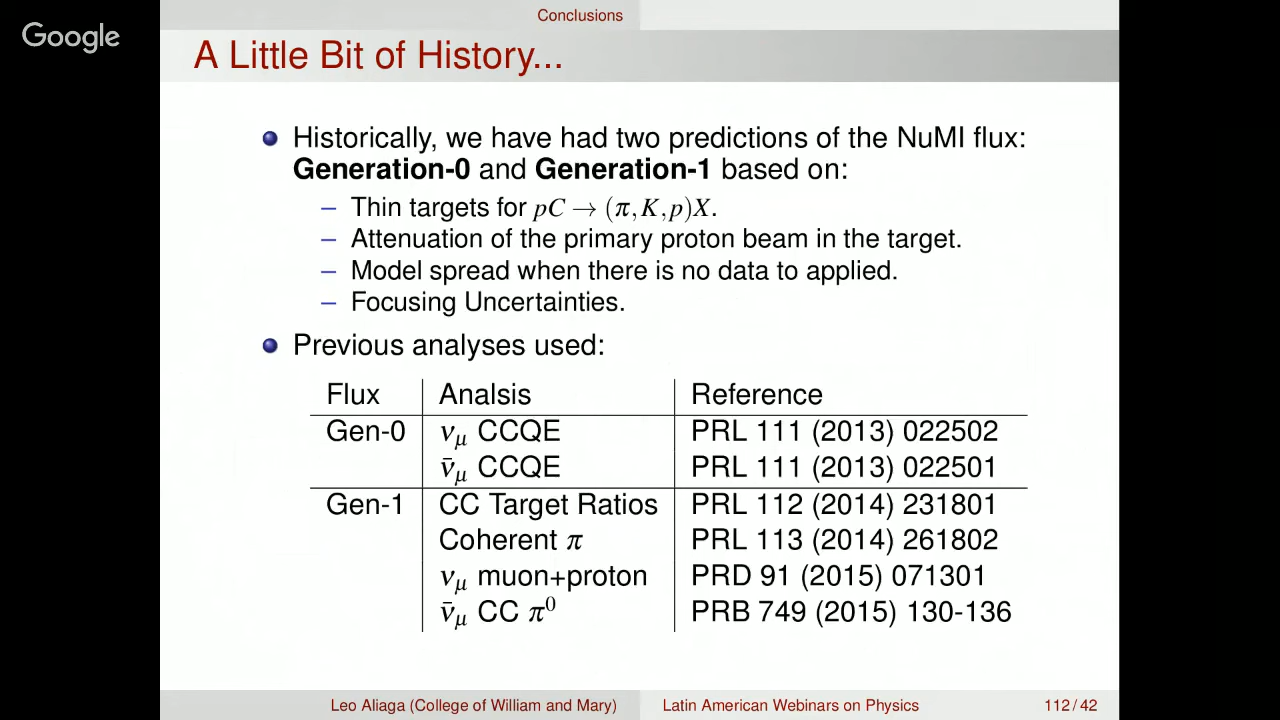 Conclusions
Google
A Little Bit of History...
Historically, we have had two predictions of the NuMI flux:
Generation-0 and Generation-1 based on:
– Thin targets for pC → (π, K, p)X.
– Attenuation of the primary proton beam in the target.
– Model spread when there is no data to applied.
– Focusing Uncertainties.
Previous analyses used:
Flux Analsis Reference
Gen-0 νμ CCQE PRL 111 (2013) 022502
ν̄μ CCQE PRL 111 (2013) 022501
Gen-1 CC Target Ratios PRL 112 (2014) 231801
Coherent π PRL 113 (2014) 261802
νμ muon+proton PRD 91 (2015) 071301
ν̄μ CC π⁰ PRB 749 (2015) 130-136
Leo Aliaga (College of William and Mary) Latin American Webinars on Physics 112 / 42